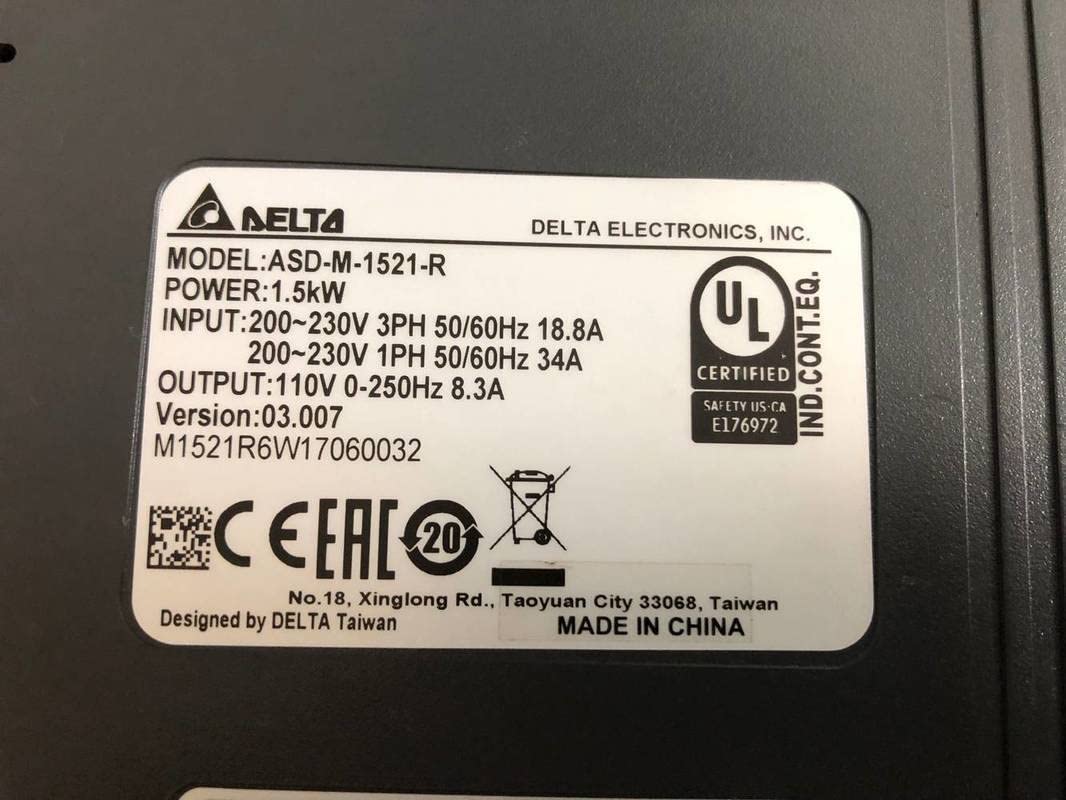 DELTA
DELTA ELECTRONICS, INC.
MODEL:ASD-M-1521-R
POWER:1.5kW
INPUT:200~230V 3PH 50/60Hz 18.8A
200~230V 1PH 50/60Hz 34A
OUTPUT:110V 0-250Hz 8.3A
Version:03.007
M1521R6W17060032
UL
CERTIFIED
SAFETY US·CA
E176972
IND.CONT.EQ.
CE EAC 20
No.18, Xinglong Rd., Taoyuan City 33068, Taiwan
Designed by DELTA Taiwan
MADE IN CHINA